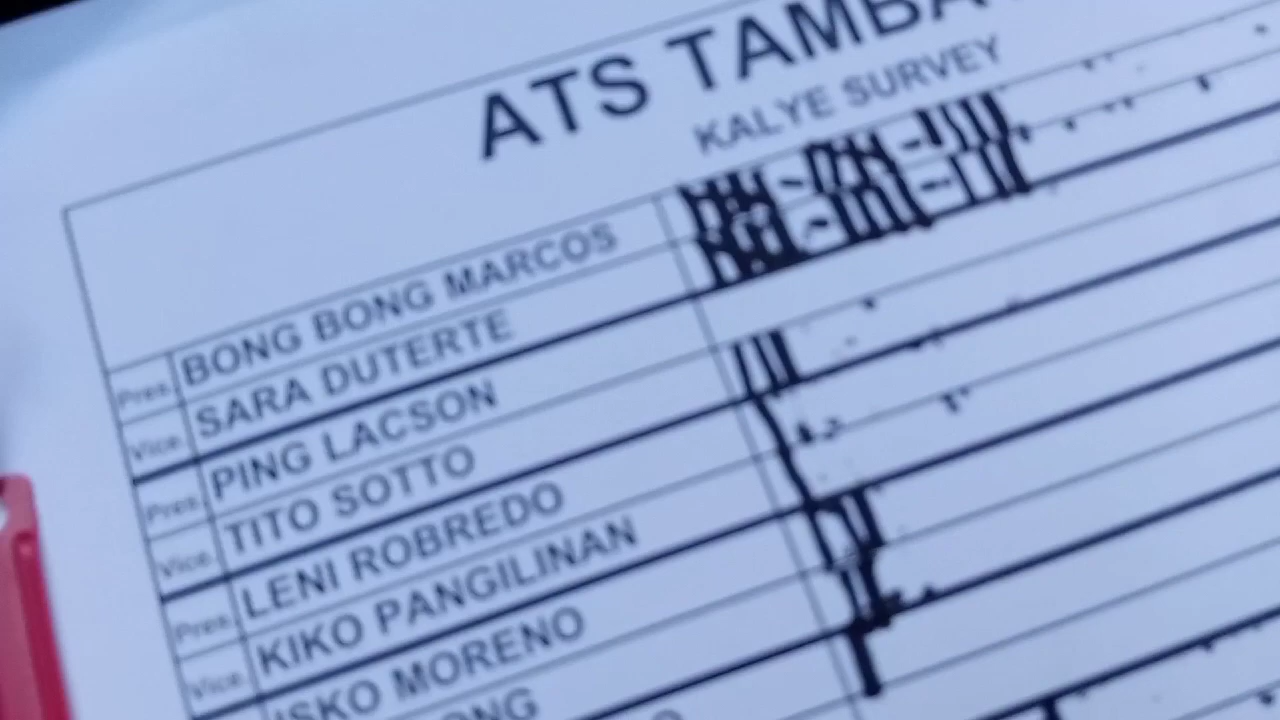 ATS TAMBA
KALYE SURVEY
Pres. BONG BONG MARCOS
Vice. SARA DUTERTE
Pres. PING LACSON
Vice. TITO SOTTO
Pres. LENI ROBREDO
Vice. KIKO PANGILINAN
ISKO MORENO
ONG